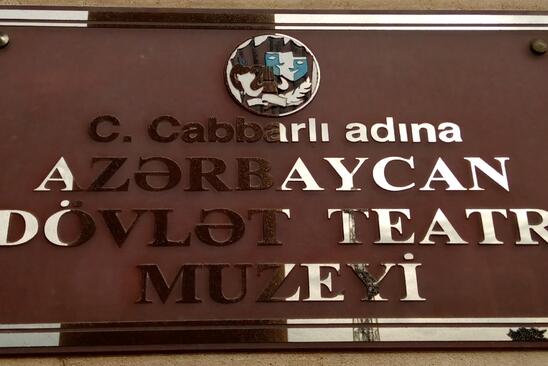 C. Cabbarlı adına
AZƏRBAYCAN
DÖVLƏT TEATR
MUZEYİ